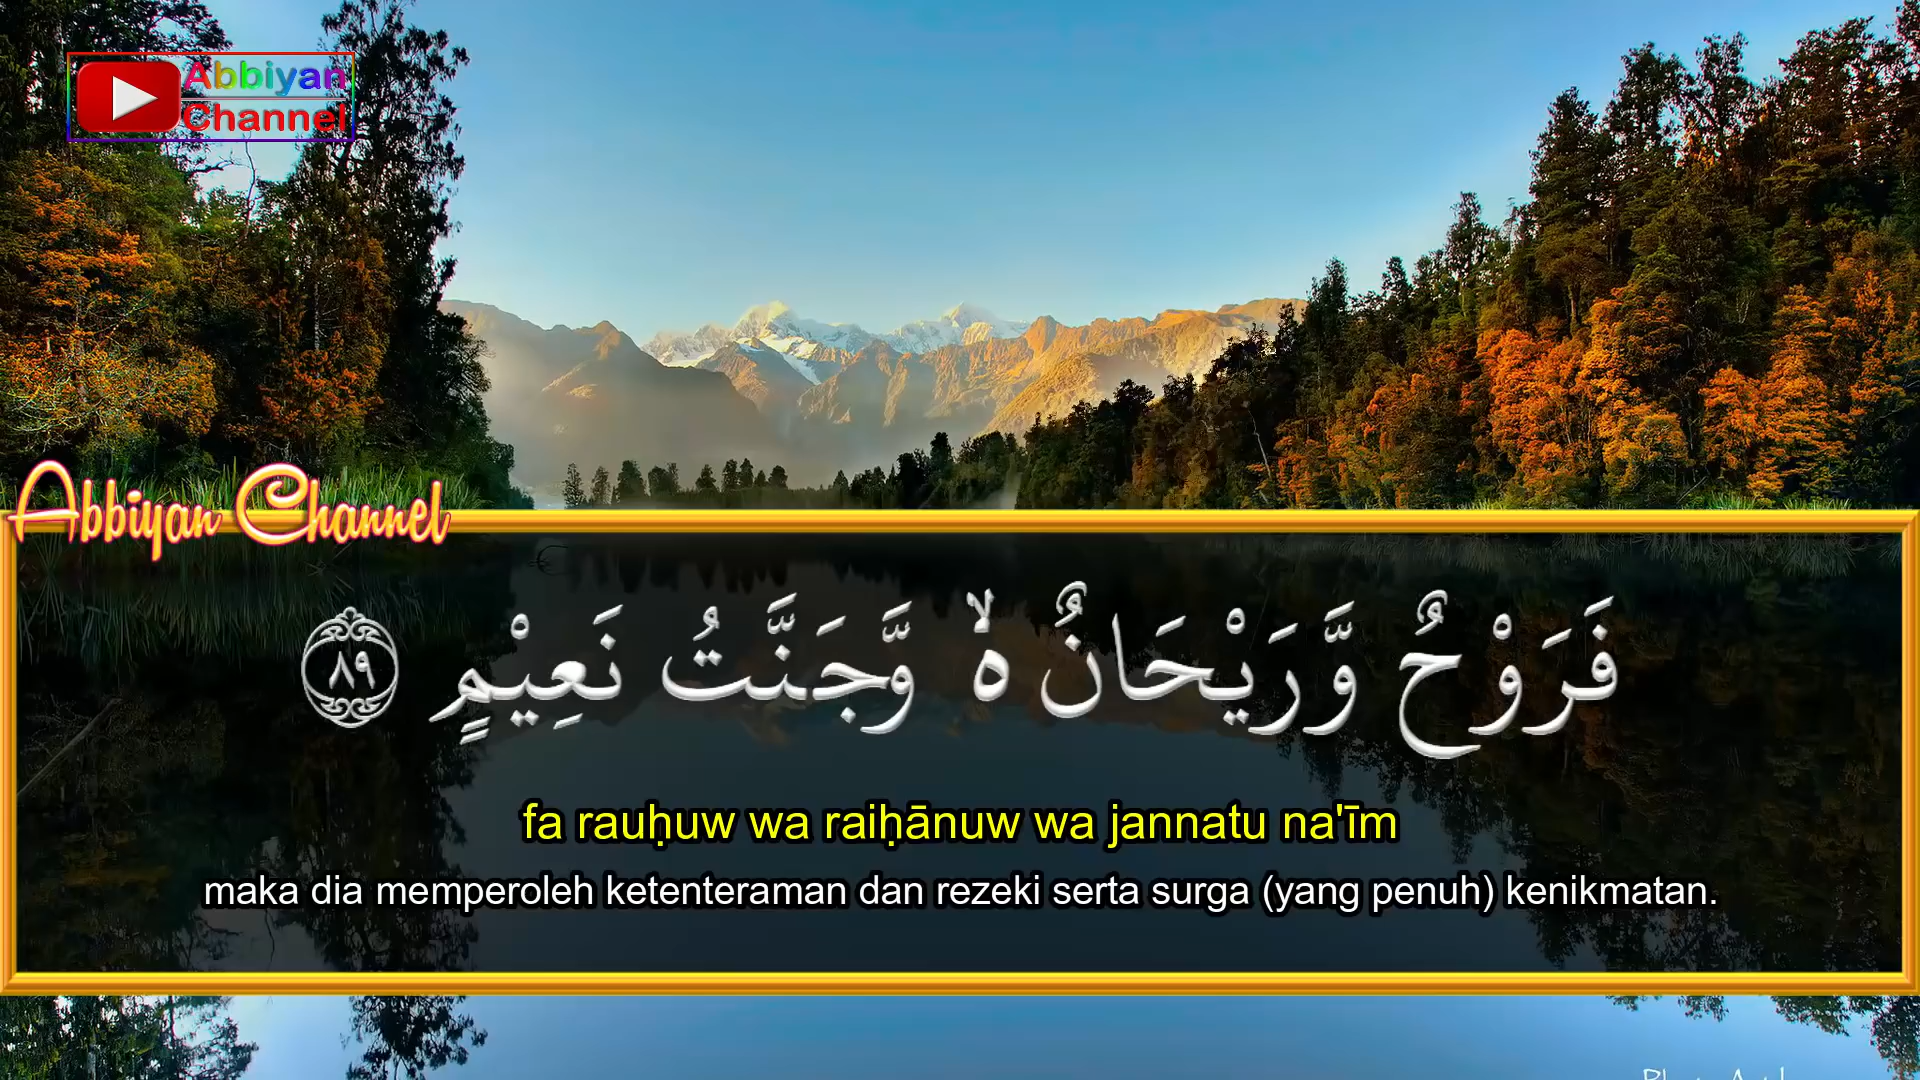 Abbiyan
Channel
Abbiyan Channel
فَرَوْحٌ وَّرَيْحَانٌ ەۙ وَّجَنَّتُ نَعِيْمٍ ۝٨٩
fa rauḥuw wa raiḥānuw wa jannatu na'īm
maka dia memperoleh ketenteraman dan rezeki serta surga (yang penuh) kenikmatan.